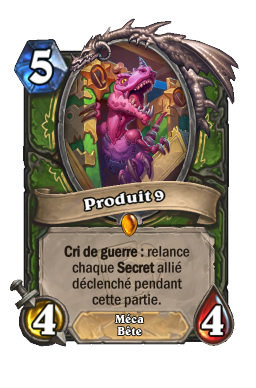 5
Produit 9
Cri de guerre : relance
chaque Secret allié
déclenché pendant
cette partie.
4
Méca
Bête
4